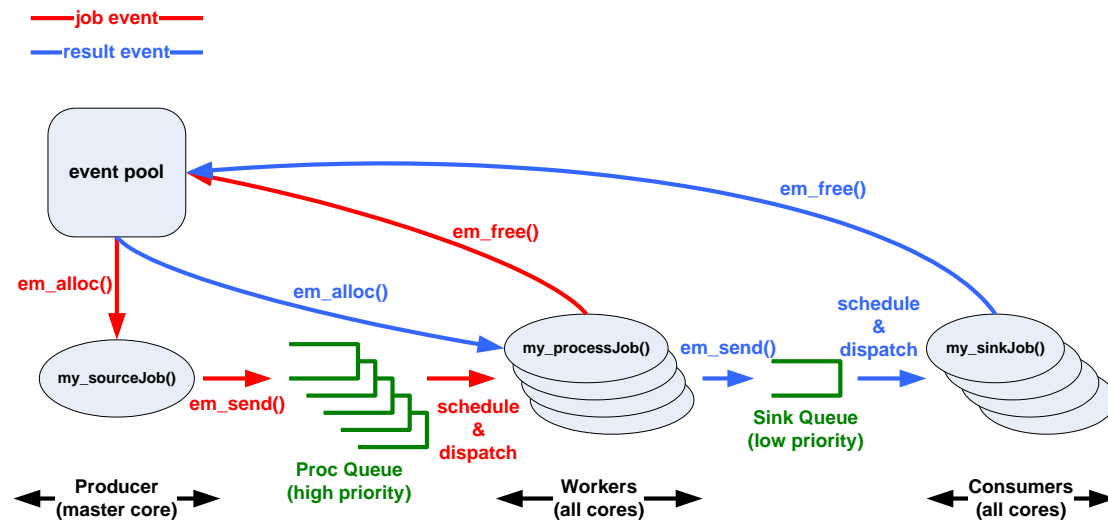 job event
result event
event pool
em_free()
em_free()
em_alloc()
em_alloc()
schedule
&
dispatch
my_sourceJob()
em_send()
my_processJob()
em_send()
my_sinkJob()
schedule
&
dispatch
Sink Queue
(low priority)
Proc Queue
(high priority)
Producer
(master core)
Workers
(all cores)
Consumers
(all cores)